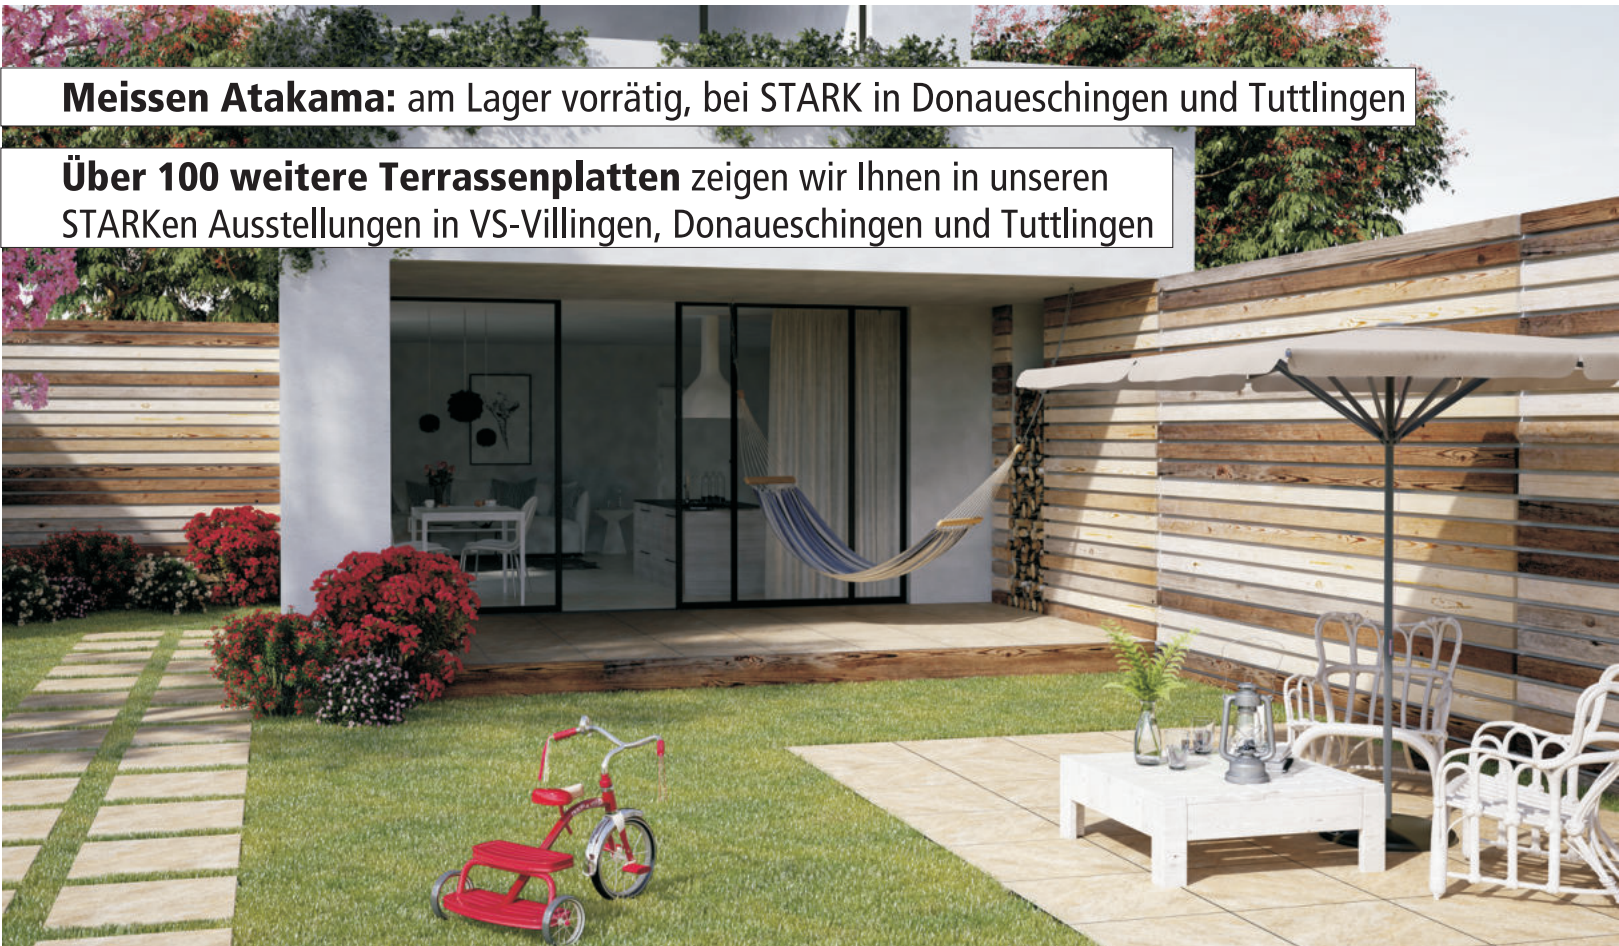 Meissen Atakama: am Lager vorrätig, bei STARK in Donaueschingen und Tuttlingen
Über 100 weitere Terrassenplatten zeigen wir Ihnen in unseren
STARKen Ausstellungen in VS-Villingen, Donaueschingen und Tuttlingen